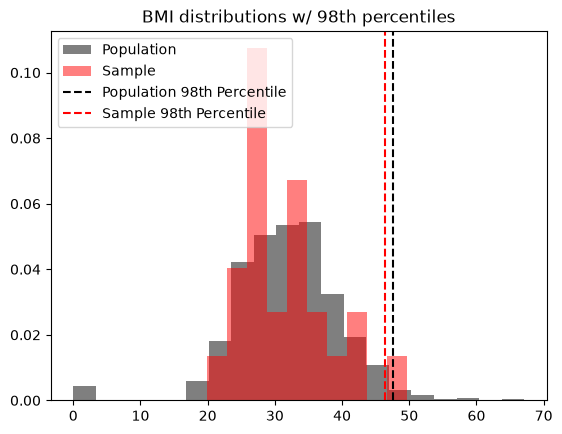 BMI distributions w/ 98th percentiles
Population
Sample
Population 98th Percentile
Sample 98th Percentile
0.10
0.08
0.06
0.04
0.02
0.00
0 10 20 30 40 50 60 70